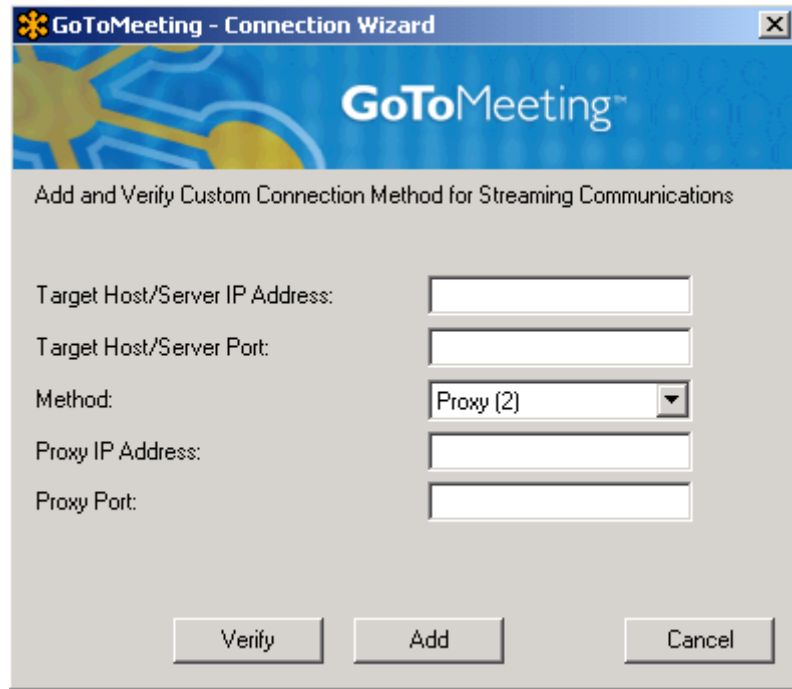 GoToMeeting - Connection Wizard
GoToMeeting™
Add and Verify Custom Connection Method for Streaming Communications
Target Host/Server IP Address:
Target Host/Server Port:
Method: Proxy (2)
Proxy IP Address:
Proxy Port:
Verify Add Cancel